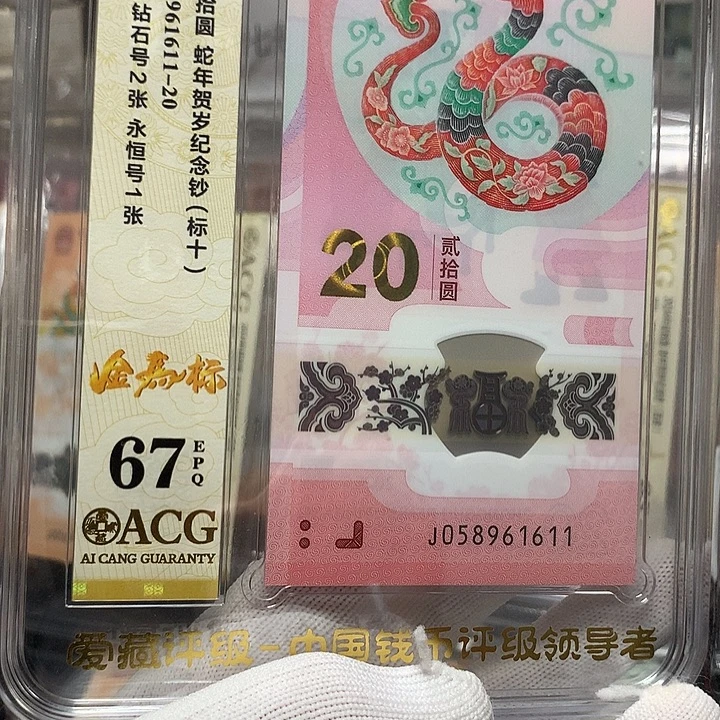 拾圆 蛇年贺岁纪念钞（标十）
961611-20
钻石号2张 永恒号1张
金为标
67
EPQ
ACG
AI CANG GUARANTY
20
贰拾圆
J058961611
爱藏评级-中国钱币评级领导者